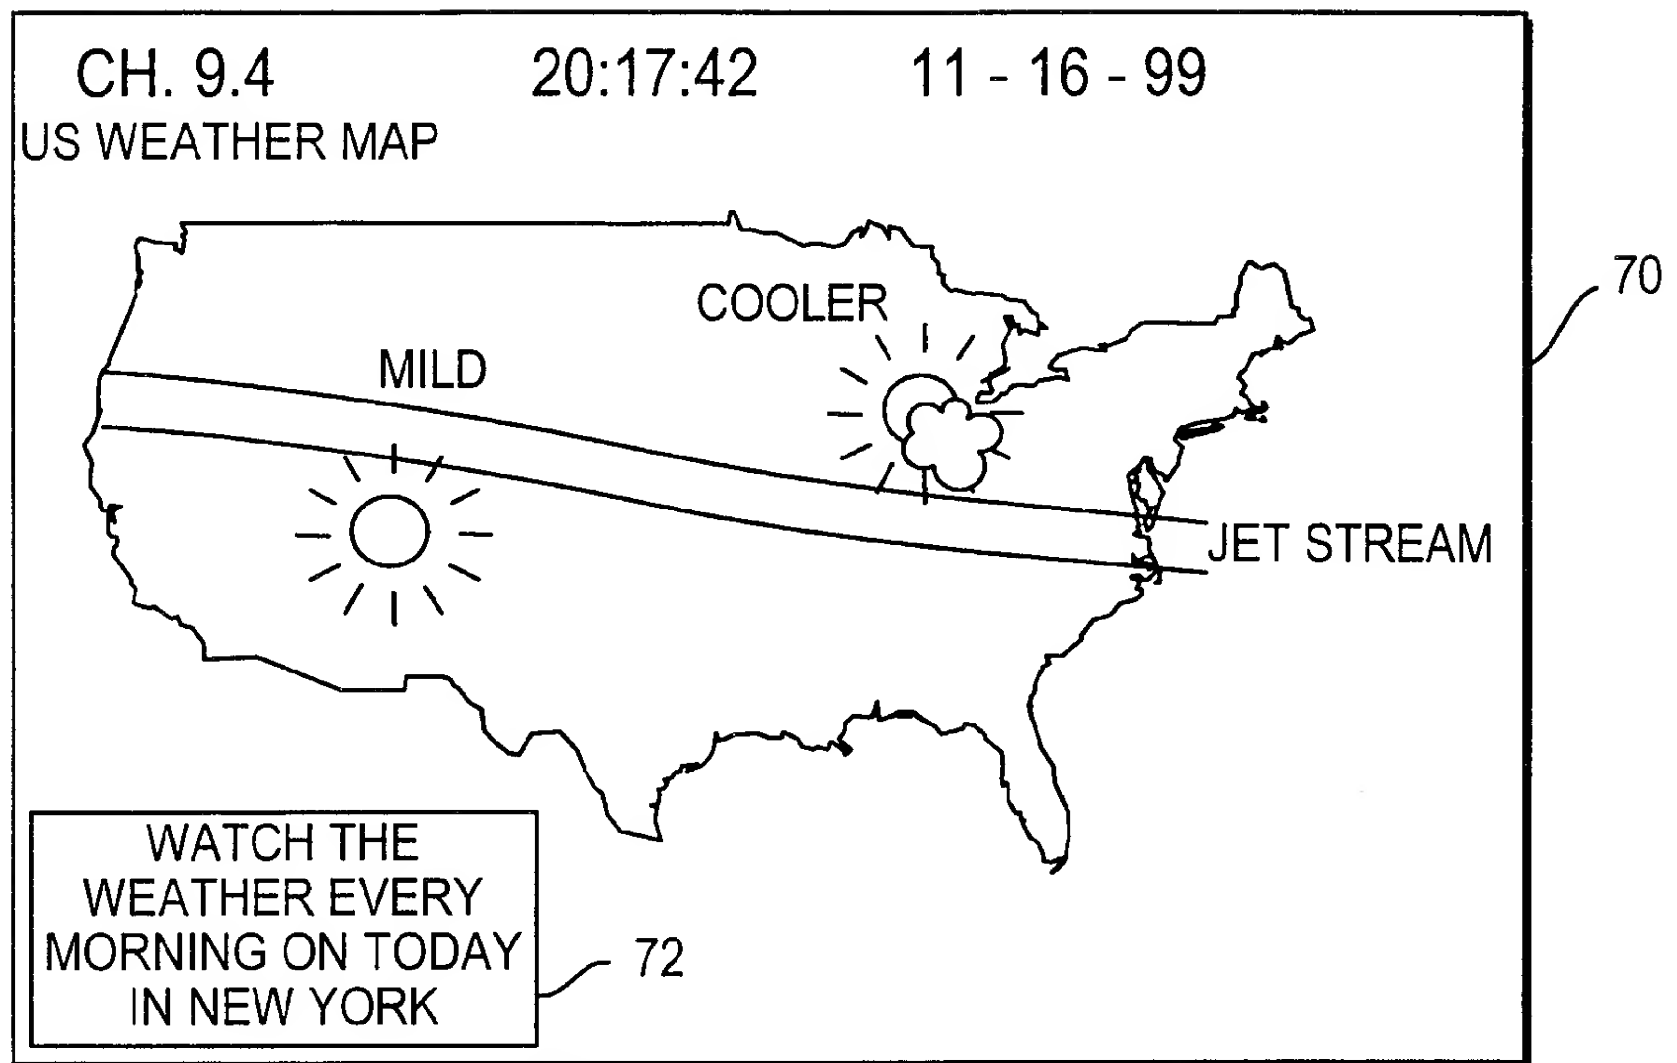 CH. 9.4 20:17:42 11 - 16 - 99
US WEATHER MAP
70
COOLER
MILD
JET STREAM
WATCH THE
WEATHER EVERY
MORNING ON TODAY
IN NEW YORK
72